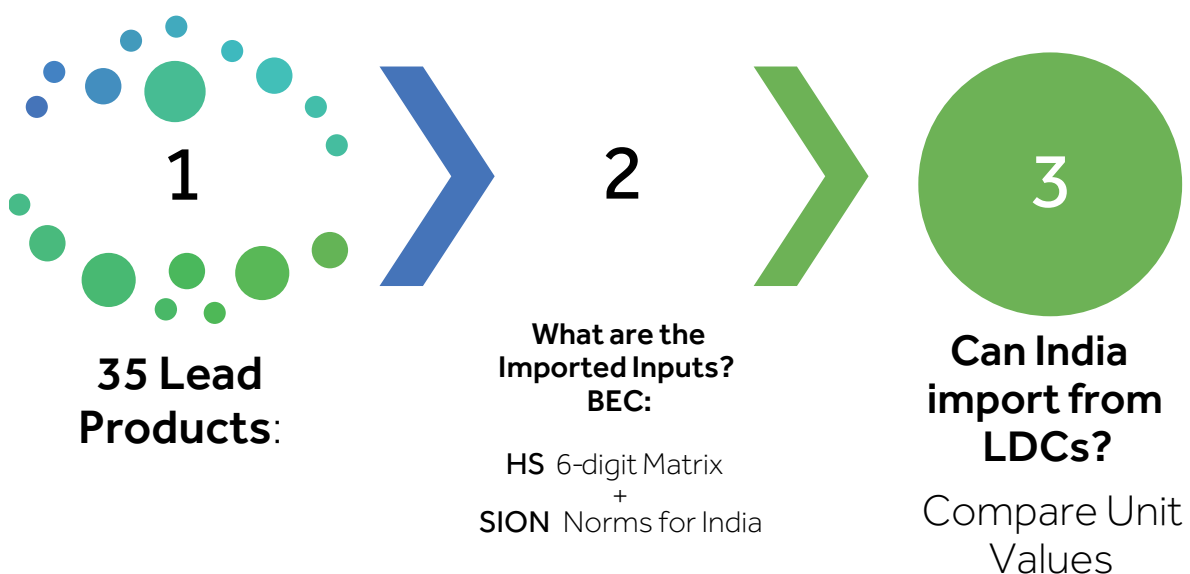 1
35 Lead
Products:
2
What are the
Imported Inputs?
BEC:
HS 6-digit Matrix
+
SION Norms for India
3
Can India
import from
LDCs?
Compare Unit
Values